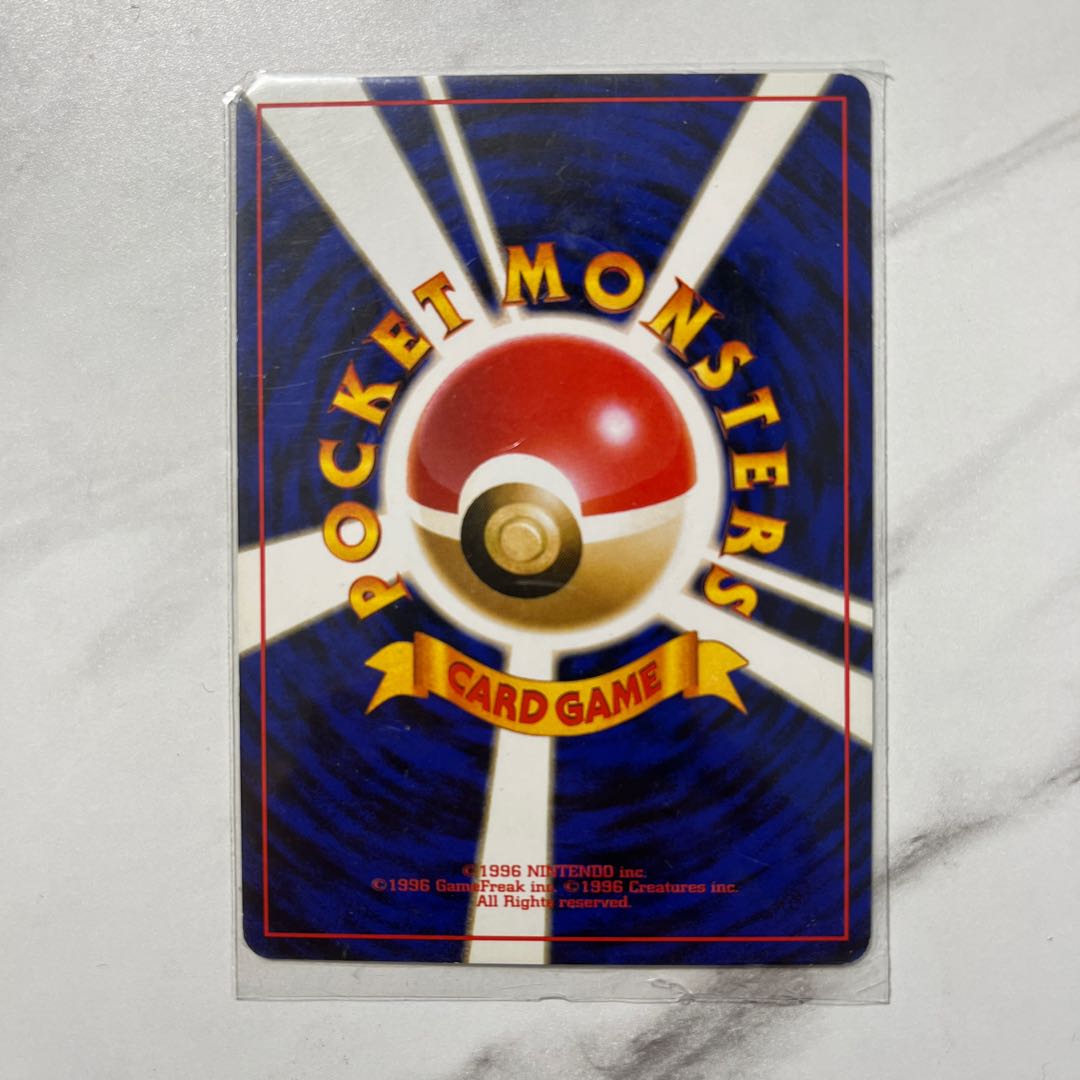 POCKET MONSTERS
CARD GAME
©1996 NINTENDO inc.
©1996 GameFreak inc. ©1996 Creatures inc.
All Rights reserved.